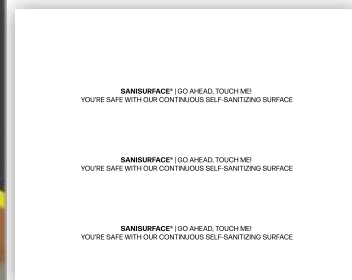 SANISURFACE® | GO AHEAD, TOUCH ME!
YOU'RE SAFE WITH OUR CONTINUOUS SELF-SANITIZING SURFACE
SANISURFACE® | GO AHEAD, TOUCH ME!
YOU'RE SAFE WITH OUR CONTINUOUS SELF-SANITIZING SURFACE
SANISURFACE® | GO AHEAD, TOUCH ME!
YOU'RE SAFE WITH OUR CONTINUOUS SELF-SANITIZING SURFACE